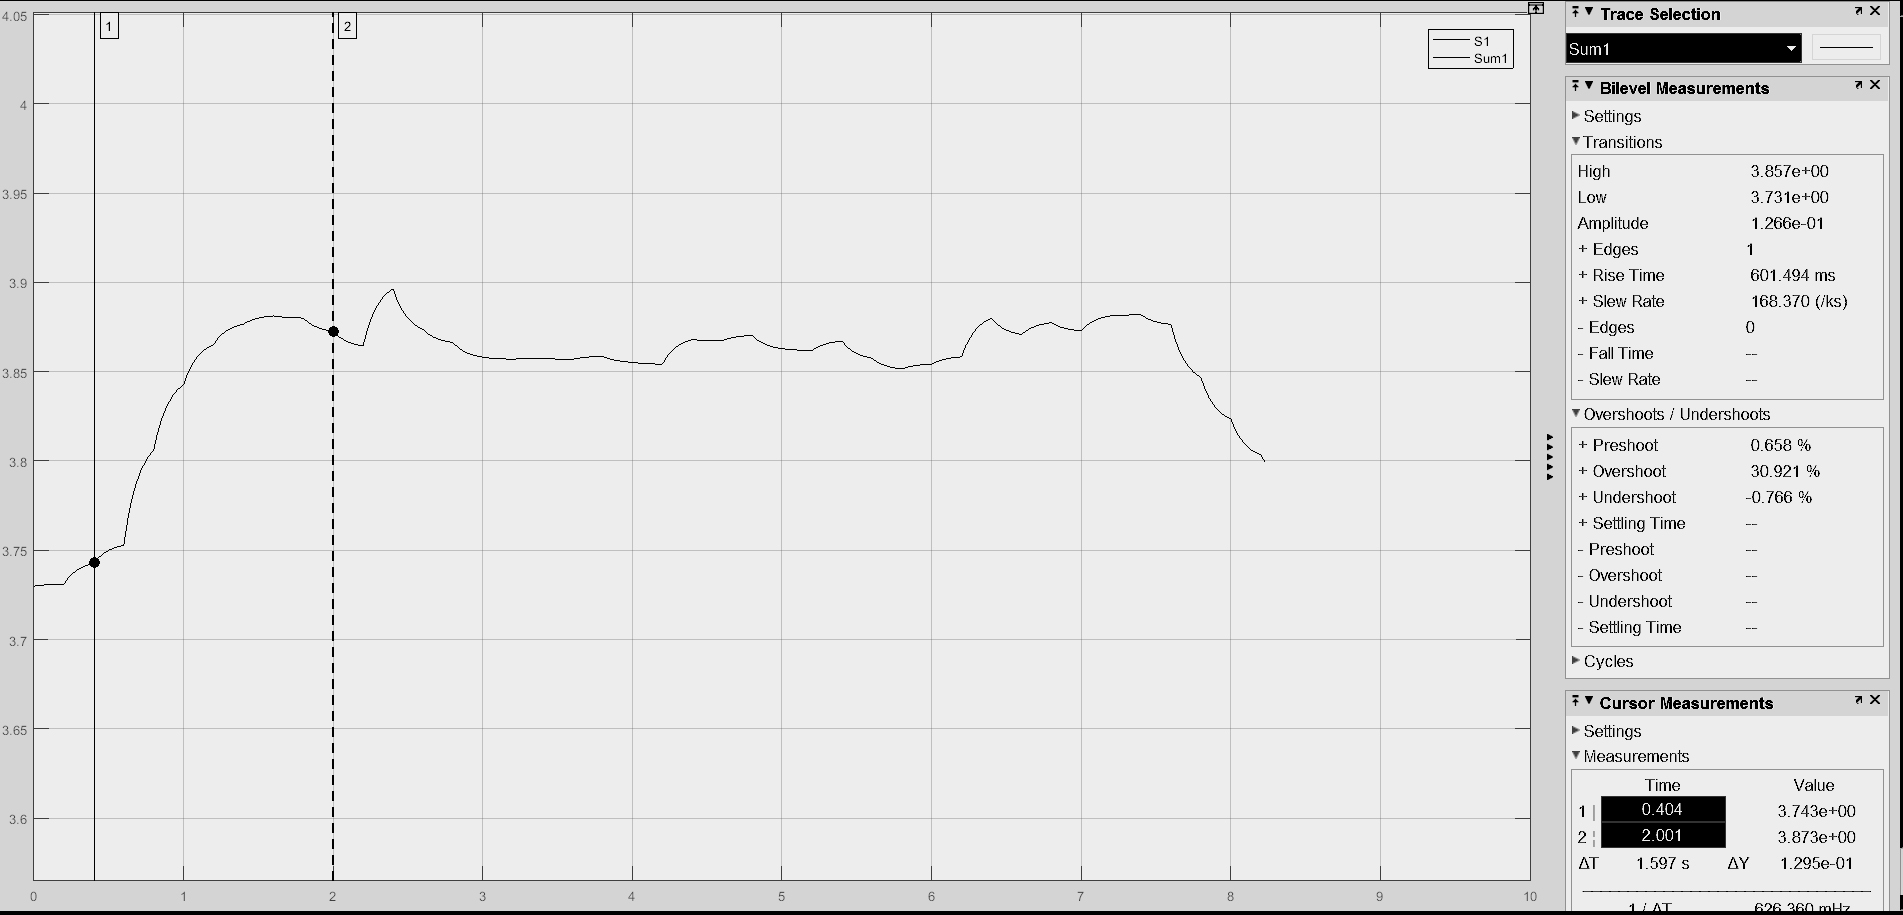 4.05
4
3.95
3.9
3.85
3.8
3.75
3.7
3.65
3.6
0 1 2 3 4 5 6 7 8 9 10
1
2
S1
Sum1
Trace Selection
Sum1
Bilevel Measurements
Settings
Transitions
High 3.857e+00
Low 3.731e+00
Amplitude 1.266e-01
+ Edges 1
+ Rise Time 601.494 ms
+ Slew Rate 168.370 (/ks)
- Edges 0
- Fall Time --
- Slew Rate --
Overshoots / Undershoots
+ Preshoot 0.658 %
+ Overshoot 30.921 %
+ Undershoot -0.766 %
+ Settling Time --
- Preshoot --
- Overshoot --
- Undershoot --
- Settling Time --
Cycles
Cursor Measurements
Settings
Measurements
Time Value
1 | 0.404 3.743e+00
2 ¦ 2.001 3.873e+00
ΔT 1.597 s ΔY 1.295e-01
1 / ΔT 626.360 mHz